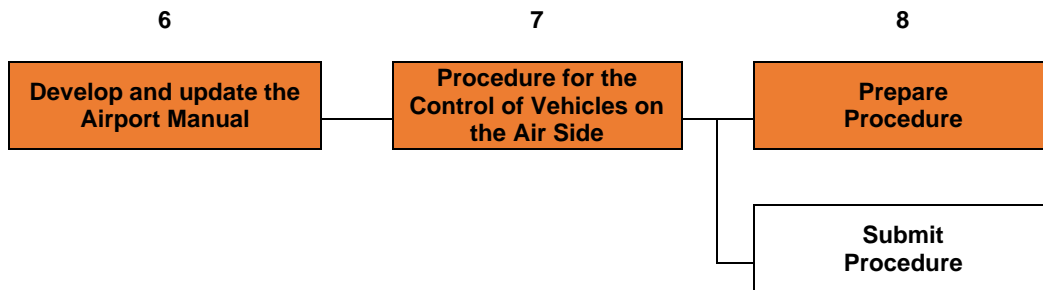 6
7
8
Develop and update the
Airport Manual
Procedure for the
Control of Vehicles on
the Air Side
Prepare
Procedure
Submit
Procedure